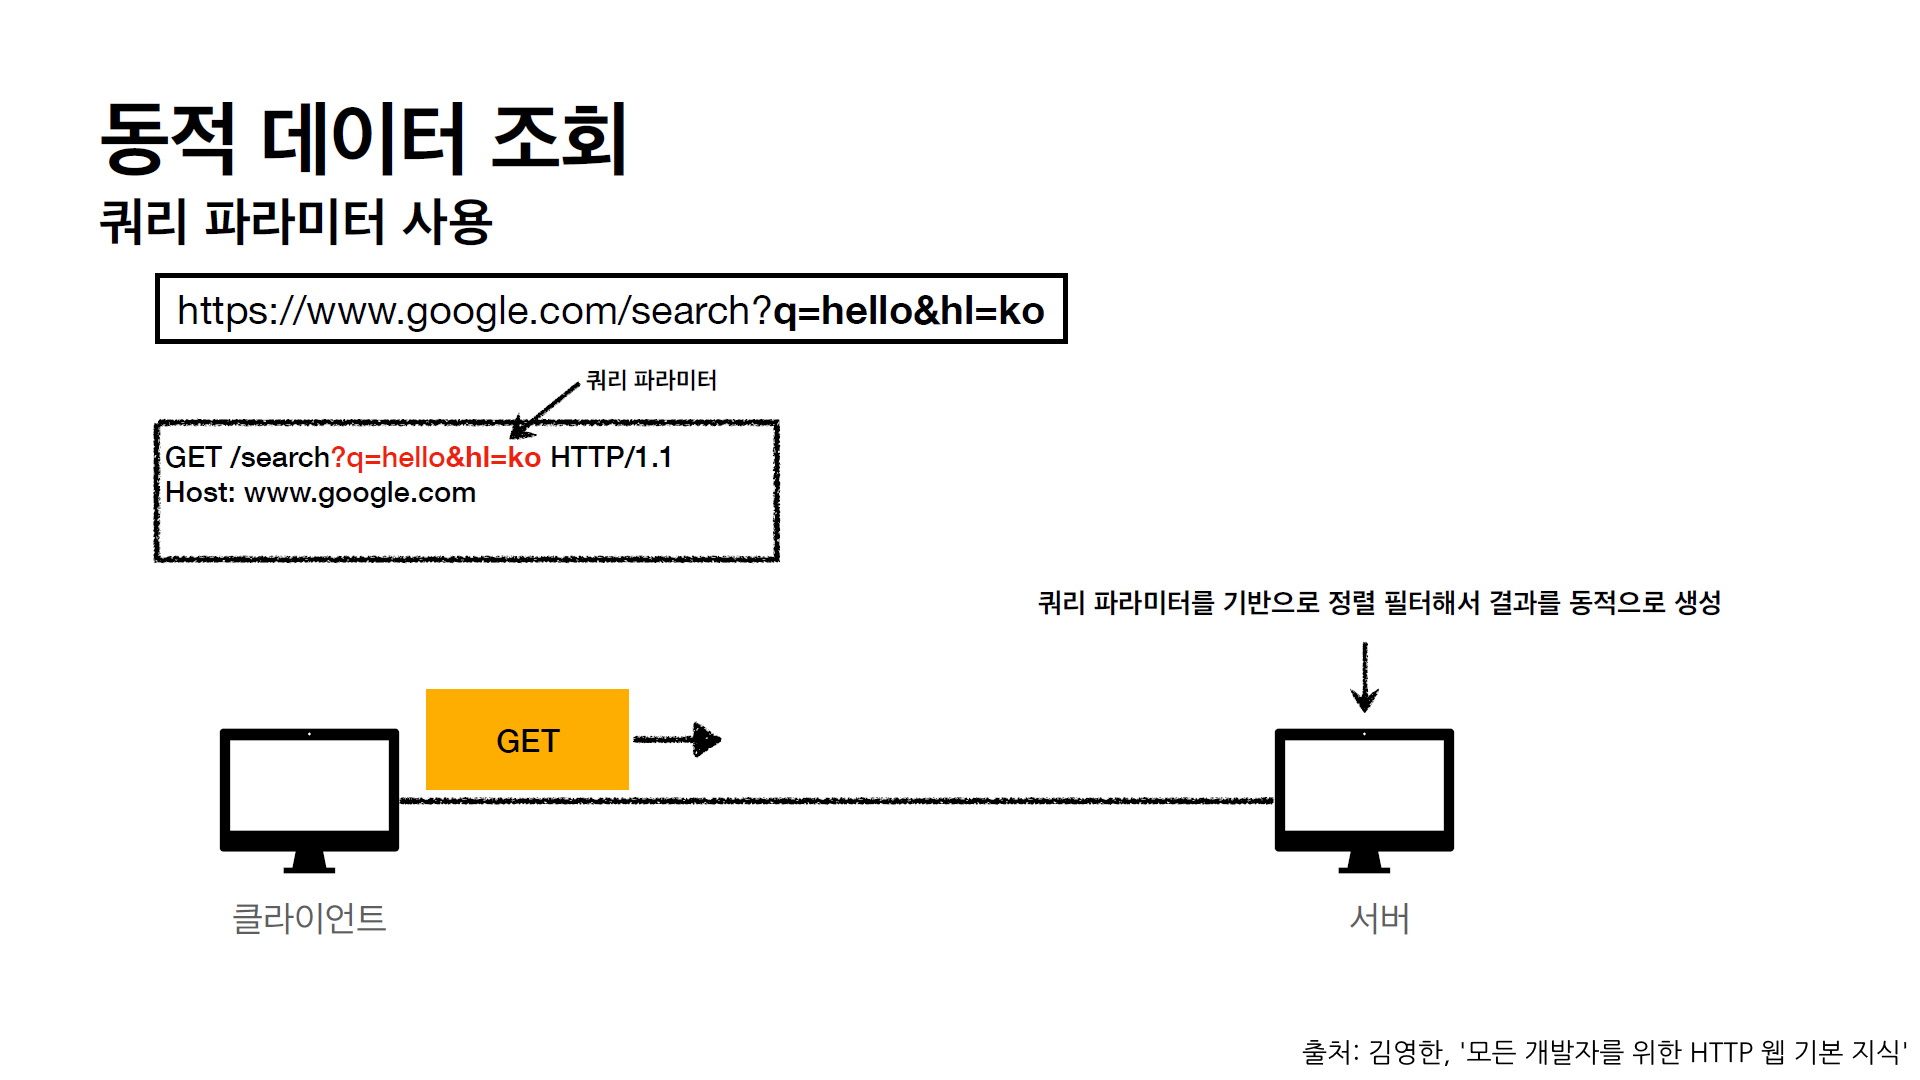 동적 데이터 조회
쿼리 파라미터 사용
https://www.google.com/search?q=hello&hl=ko
쿼리 파라미터
GET /search?q=hello&hl=ko HTTP/1.1
Host: www.google.com
쿼리 파라미터를 기반으로 정렬 필터해서 결과를 동적으로 생성
GET
클라이언트
서버
출처: 김영한, '모든 개발자를 위한 HTTP 웹 기본 지식'